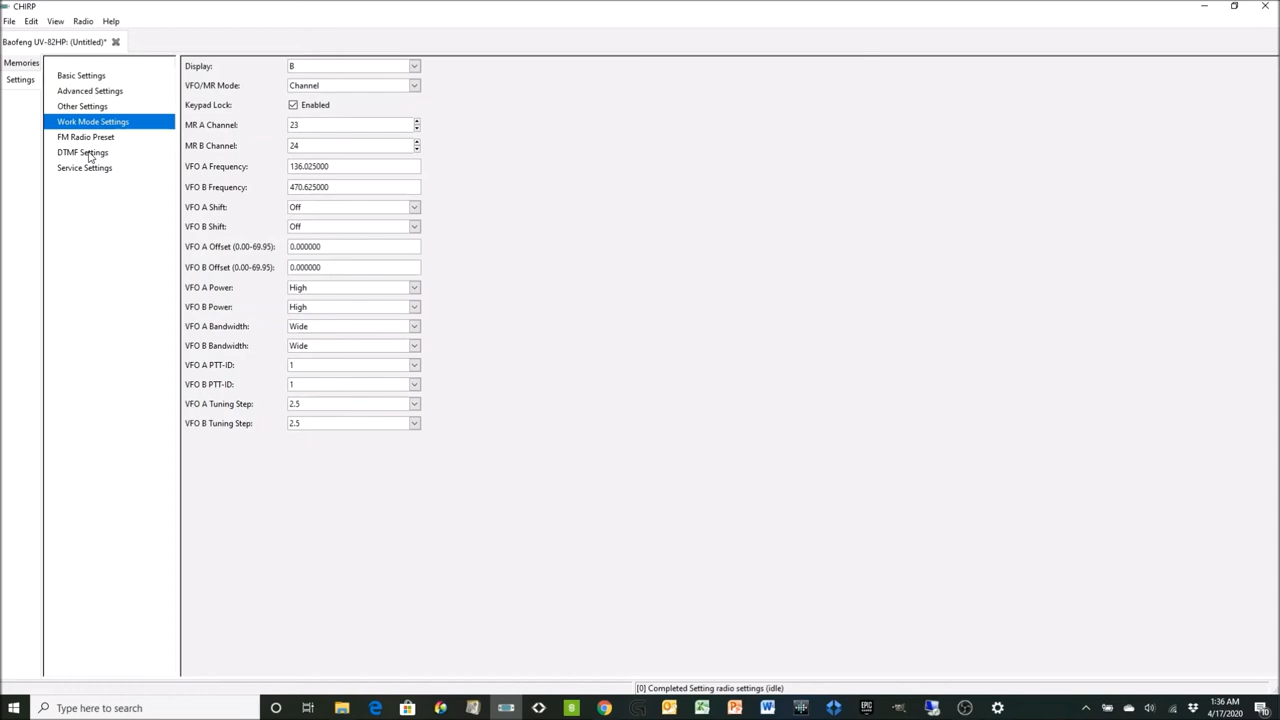 CHIRP
File Edit View Radio Help
Baofeng UV-82HP: (Untitled)*
Memories
Settings
Basic Settings
Advanced Settings
Other Settings
Work Mode Settings
FM Radio Preset
DTMF Settings
Service Settings
Display: B
VFO/MR Mode: Channel
Keypad Lock: Enabled
MR A Channel: 23
MR B Channel: 24
VFO A Frequency: 136.025000
VFO B Frequency: 470.625000
VFO A Shift: Off
VFO B Shift: Off
VFO A Offset (0.00-69.95): 0.000000
VFO B Offset (0.00-69.95): 0.000000
VFO A Power: High
VFO B Power: High
VFO A Bandwidth: Wide
VFO B Bandwidth: Wide
VFO A PTT-ID: 1
VFO B PTT-ID: 1
VFO A Tuning Step: 2.5
VFO B Tuning Step: 2.5
[0] Completed Setting radio settings (idle)
Type here to search
1:36 AM
4/17/2020